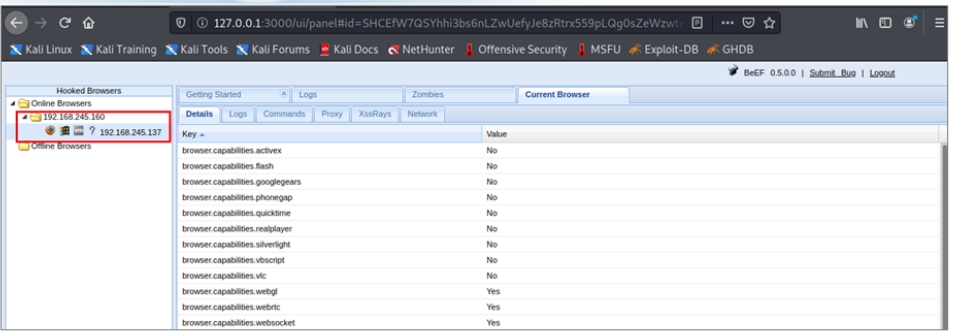 127.0.0.1:3000/ui/panel#id=SHCEfW7QSYhhi3bs6nLZwUefyJe8zRtrx559pLQg0sZeWzwt
Kali Linux Kali Training Kali Tools Kali Forums Kali Docs NetHunter Offensive Security MSFU Exploit-DB GHDB
BeEF 0.5.0.0 | Submit Bug | Logout
Hooked Browsers
Online Browsers
192.168.245.160
? 192.168.245.137
Offline Browsers
Getting Started Logs Zombies Current Browser
Details Logs Commands Proxy XssRays Network
Key Value
browser.capabilities.activex No
browser.capabilities.flash No
browser.capabilities.googlegears No
browser.capabilities.phonegap No
browser.capabilities.quicktime No
browser.capabilities.realplayer No
browser.capabilities.silverlight No
browser.capabilities.vbscript No
browser.capabilities.vlc No
browser.capabilities.webgl Yes
browser.capabilities.webrtc Yes
browser.capabilities.websocket Yes